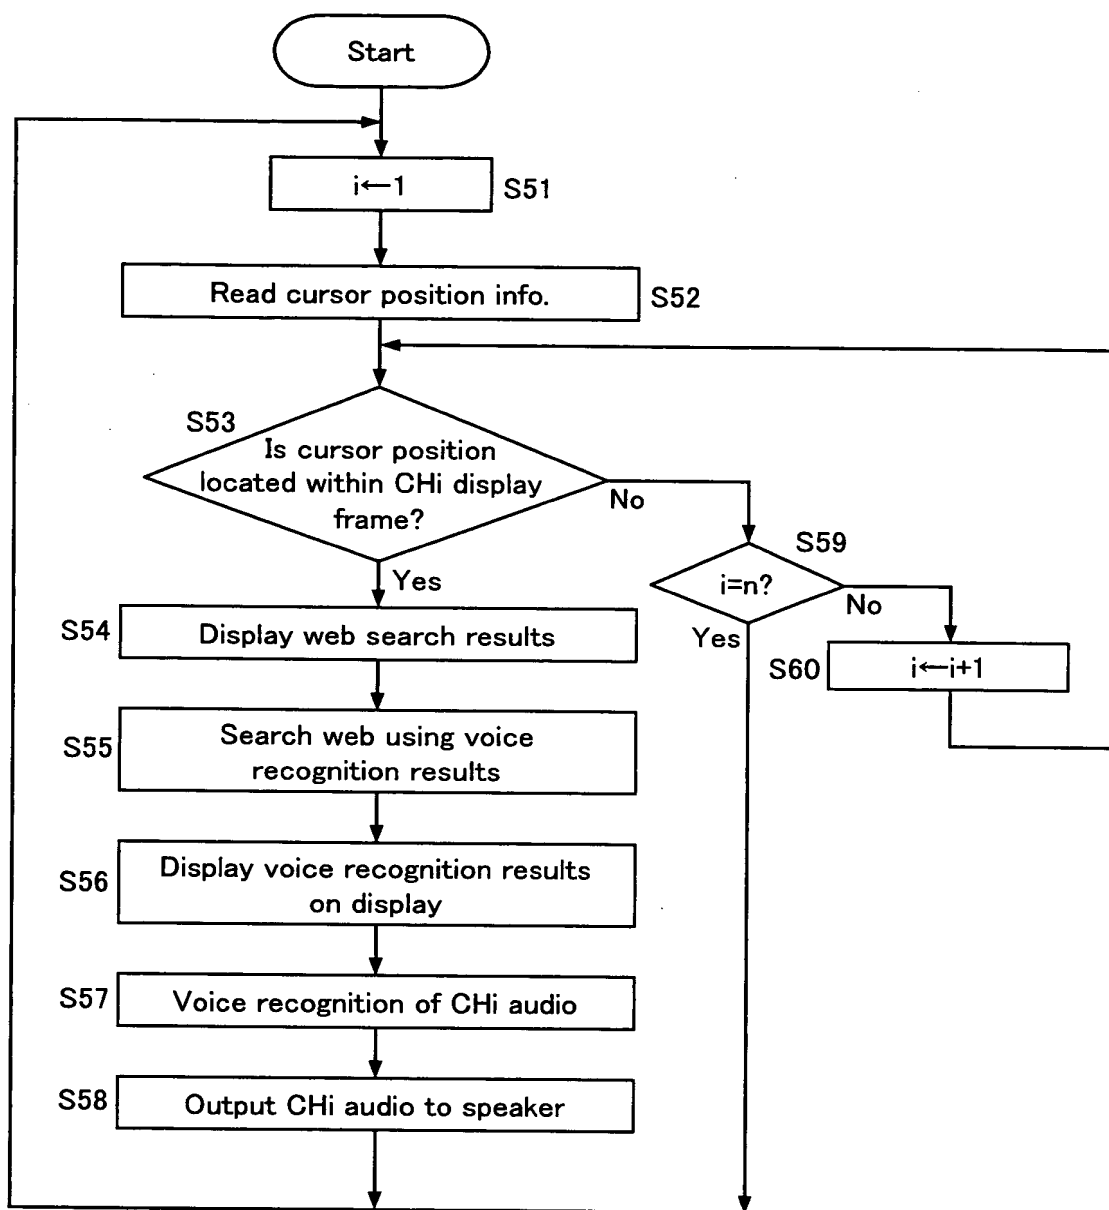 Start
i←1
S51
Read cursor position info.
S52
S53
Is cursor position
located within CHi display
frame?
No
Yes
S59
i=n?
No
Yes
S60
i←i+1
S54
Display web search results
S55
Search web using voice
recognition results
S56
Display voice recognition results
on display
S57
Voice recognition of CHi audio
S58
Output CHi audio to speaker